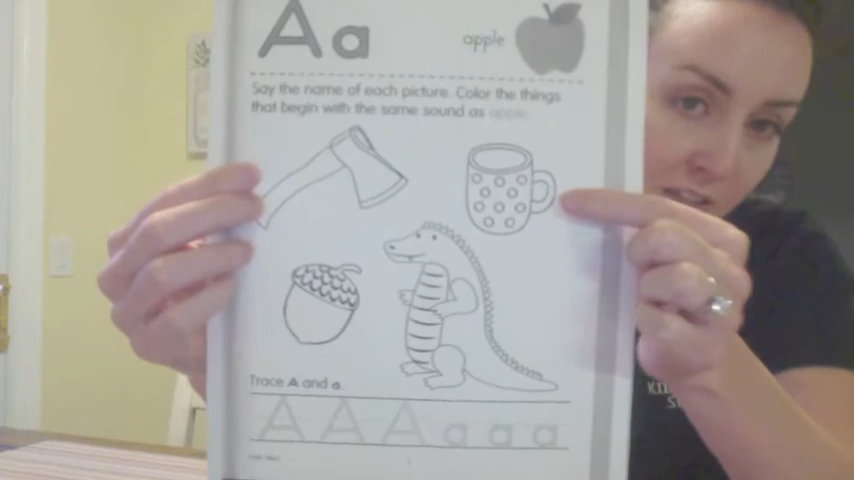 Aa
apple
Say the name of each picture. Color the things
that begin with the same sound as apple.
Trace A and a.
A A A a a a